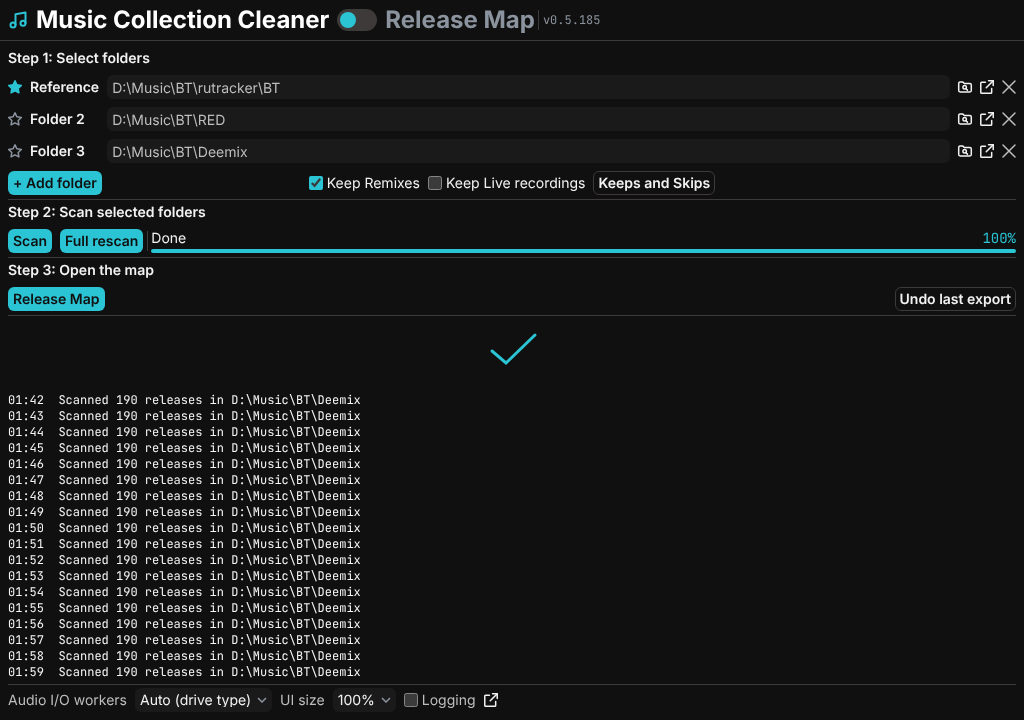 Music Collection Cleaner Release Map v0.5.185
Step 1: Select folders
Reference D:\Music\BT\rutracker\BT
Folder 2 D:\Music\BT\RED
Folder 3 D:\Music\BT\Deemix
+ Add folder Keep Remixes Keep Live recordings Keeps and Skips
Step 2: Scan selected folders
Scan Full rescan Done 100%
Step 3: Open the map
Release Map Undo last export
01:42 Scanned 190 releases in D:\Music\BT\Deemix
01:43 Scanned 190 releases in D:\Music\BT\Deemix
01:44 Scanned 190 releases in D:\Music\BT\Deemix
01:45 Scanned 190 releases in D:\Music\BT\Deemix
01:46 Scanned 190 releases in D:\Music\BT\Deemix
01:47 Scanned 190 releases in D:\Music\BT\Deemix
01:48 Scanned 190 releases in D:\Music\BT\Deemix
01:49 Scanned 190 releases in D:\Music\BT\Deemix
01:50 Scanned 190 releases in D:\Music\BT\Deemix
01:51 Scanned 190 releases in D:\Music\BT\Deemix
01:52 Scanned 190 releases in D:\Music\BT\Deemix
01:53 Scanned 190 releases in D:\Music\BT\Deemix
01:54 Scanned 190 releases in D:\Music\BT\Deemix
01:55 Scanned 190 releases in D:\Music\BT\Deemix
01:56 Scanned 190 releases in D:\Music\BT\Deemix
01:57 Scanned 190 releases in D:\Music\BT\Deemix
01:58 Scanned 190 releases in D:\Music\BT\Deemix
01:59 Scanned 190 releases in D:\Music\BT\Deemix
Audio I/O workers Auto (drive type) UI size 100% Logging